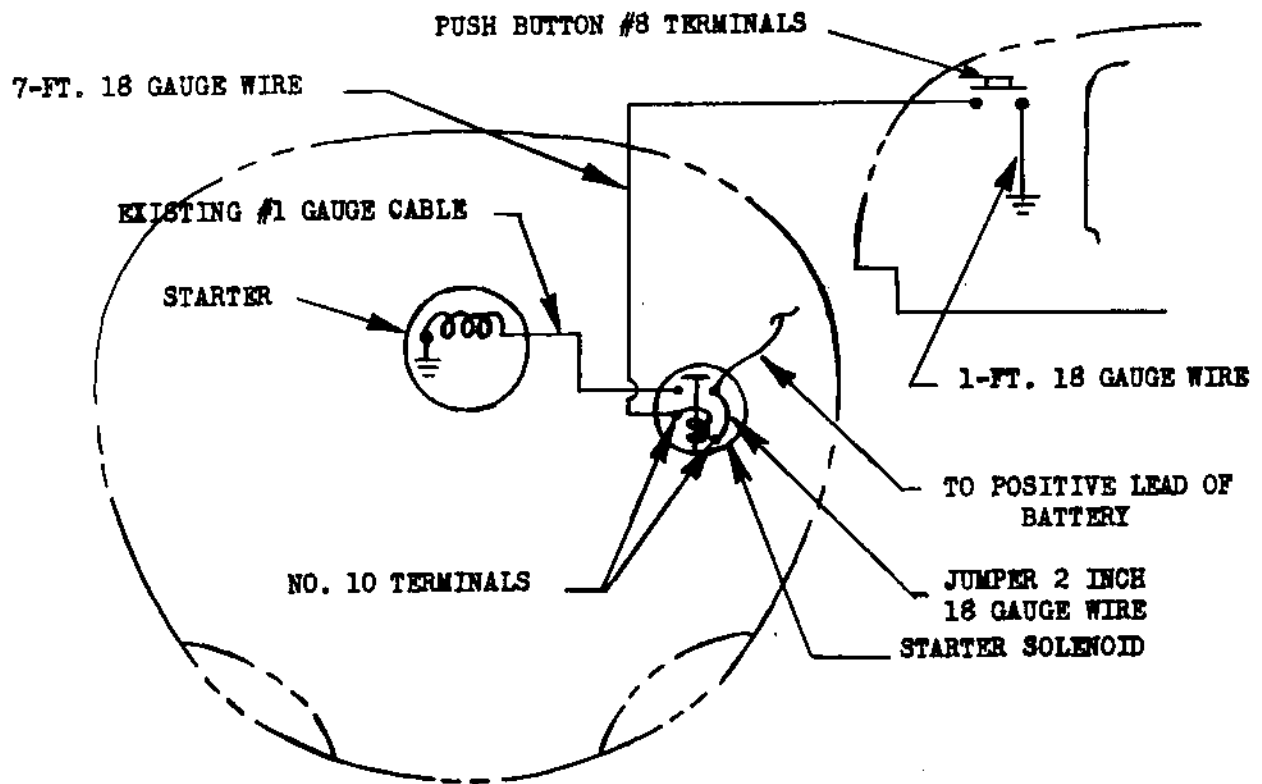 PUSH BUTTON #8 TERMINALS
7-FT. 18 GAUGE WIRE
EXISTING #1 GAUGE CABLE
STARTER
1-FT. 18 GAUGE WIRE
TO POSITIVE LEAD OF
BATTERY
NO. 10 TERMINALS
JUMPER 2 INCH
18 GAUGE WIRE
STARTER SOLENOID